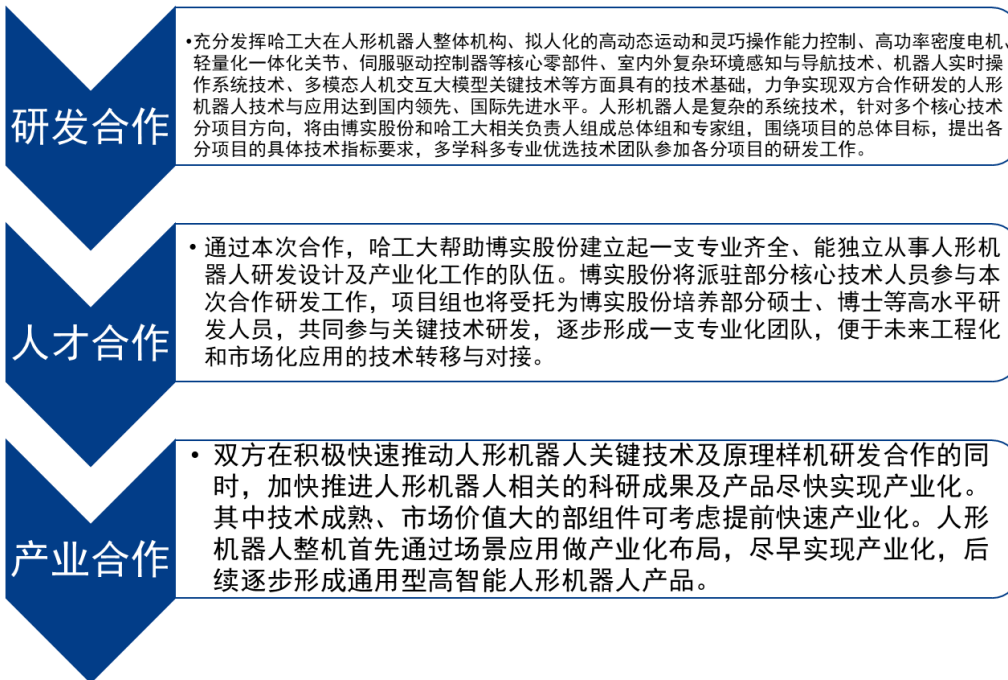 研发合作
•充分发挥哈工大在人形机器人整体机构、拟人化的高动态运动和灵巧操作能力控制、高功率密度电机、
轻量化一体化关节、伺服驱动控制器等核心零部件、室内外复杂环境感知与导航技术、机器人实时操
作系统技术、多模态人机交互大模型关键技术等方面具有的技术基础，力争实现双方合作研发的人形
机器人技术与应用达到国内领先、国际先进水平。人形机器人是复杂的系统技术，针对多个核心技术
分项目方向，将由博实股份和哈工大相关负责人组成总体组和专家组，围绕项目的总体目标，提出各
分项目的具体技术指标要求，多学科多专业优选技术团队参加各分项目的研发工作。
人才合作
•通过本次合作，哈工大帮助博实股份建立起一支专业齐全、能独立从事人形机
器人研发设计及产业化工作的队伍。博实股份将派驻部分核心技术人员参与本
次合作研发工作，项目组也将受托为博实股份培养部分硕士、博士等高水平研
发人员，共同参与关键技术研发，逐步形成一支专业化团队，便于未来工程化
和市场化应用的技术转移与对接。
产业合作
•双方在积极快速推动人形机器人关键技术及原理样机研发合作的同
时，加快推进人形机器人相关的科研成果及产品尽快实现产业化。
其中技术成熟、市场价值大的部组件可考虑提前快速产业化。人形
机器人整机首先通过场景应用做产业化布局，尽早实现产业化，后
续逐步形成通用型高智能人形机器人产品。